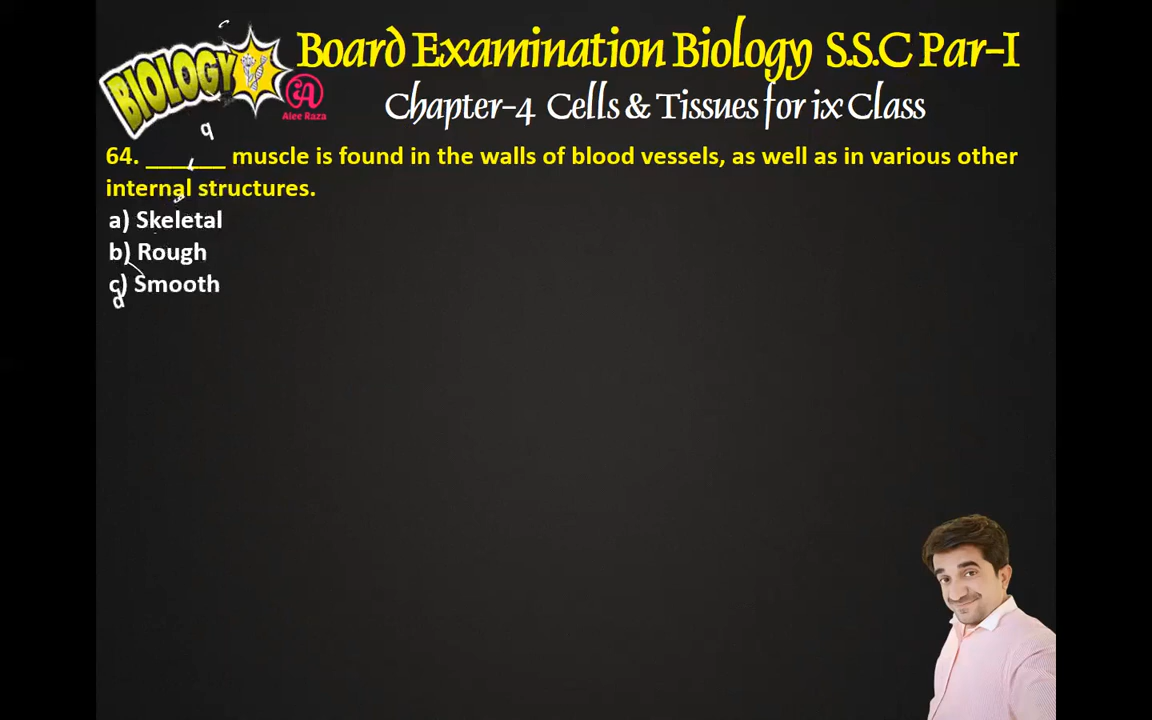 BIOLOGY
Board Examination Biology S.S.C Par-I
Chapter-4 Cells & Tissues for ix Class
Alee Raza
64. ______ muscle is found in the walls of blood vessels, as well as in various other
internal structures.
a) Skeletal
b) Rough
c) Smooth